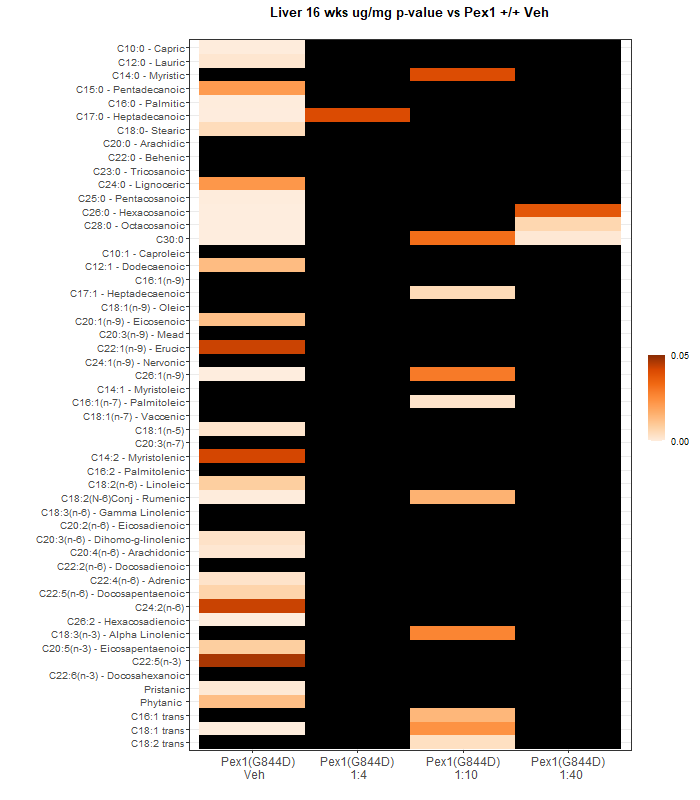 Liver 16 wks ug/mg p-value vs Pex1 +/+ Veh
C10:0 - Capric
C12:0 - Lauric
C14:0 - Myristic
C15:0 - Pentadecanoic
C16:0 - Palmitic
C17:0 - Heptadecanoic
C18:0- Stearic
C20:0 - Arachidic
C22:0 - Behenic
C23:0 - Tricosanoic
C24:0 - Lignoceric
C25:0 - Pentacosanoic
C26:0 - Hexacosanoic
C28:0 - Octacosanoic
C30:0
C10:1 - Caproleic
C12:1 - Dodecaenoic
C16:1(n-9)
C17:1 - Heptadecaenoic
C18:1(n-9) - Oleic
C20:1(n-9) - Eicosenoic
C20:3(n-9) - Mead
C22:1(n-9) - Erucic
C24:1(n-9) - Nervonic
C26:1(n-9)
C14:1 - Myristoleic
C16:1(n-7) - Palmitoleic
C18:1(n-7) - Vaccenic
C18:1(n-5)
C20:3(n-7)
C14:2 - Myristolenic
C16:2 - Palmitolenic
C18:2(n-6) - Linoleic
C18:2(N-6)Conj - Rumenic
C18:3(n-6) - Gamma Linolenic
C20:2(n-6) - Eicosadienoic
C20:3(n-6) - Dihomo-g-linolenic
C20:4(n-6) - Arachidonic
C22:2(n-6) - Docosadienoic
C22:4(n-6) - Adrenic
C22:5(n-6) - Docosapentaenoic
C24:2(n-6)
C26:2 - Hexacosadienoic
C18:3(n-3) - Alpha Linolenic
C20:5(n-3) - Eicosapentaenoic
C22:5(n-3)
C22:6(n-3) - Docosahexanoic
Pristanic
Phytanic
C16:1 trans
C18:1 trans
C18:2 trans
Pex1(G844D) Pex1(G844D) Pex1(G844D) Pex1(G844D)
Veh 1:4 1:10 1:40
0.05
0.00